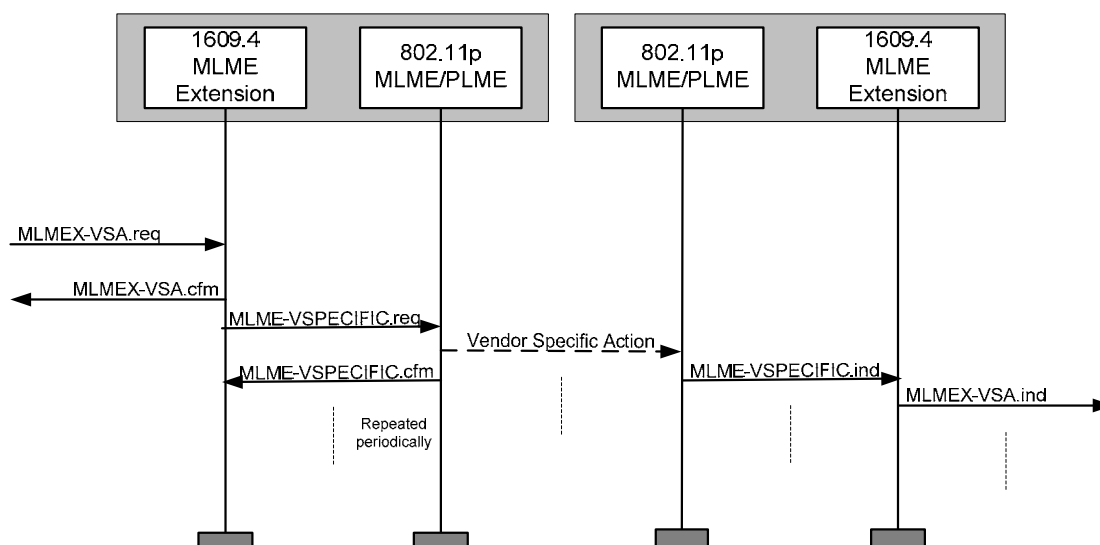 1609.4
MLME
Extension
802.11p
MLME/PLME
802.11p
MLME/PLME
1609.4
MLME
Extension
MLMEX-VSA.req
MLMEX-VSA.cfm
MLME-VSPECIFIC.req
Vendor Specific Action
MLME-VSPECIFIC.cfm
MLME-VSPECIFIC.ind
MLMEX-VSA.ind
Repeated
periodically